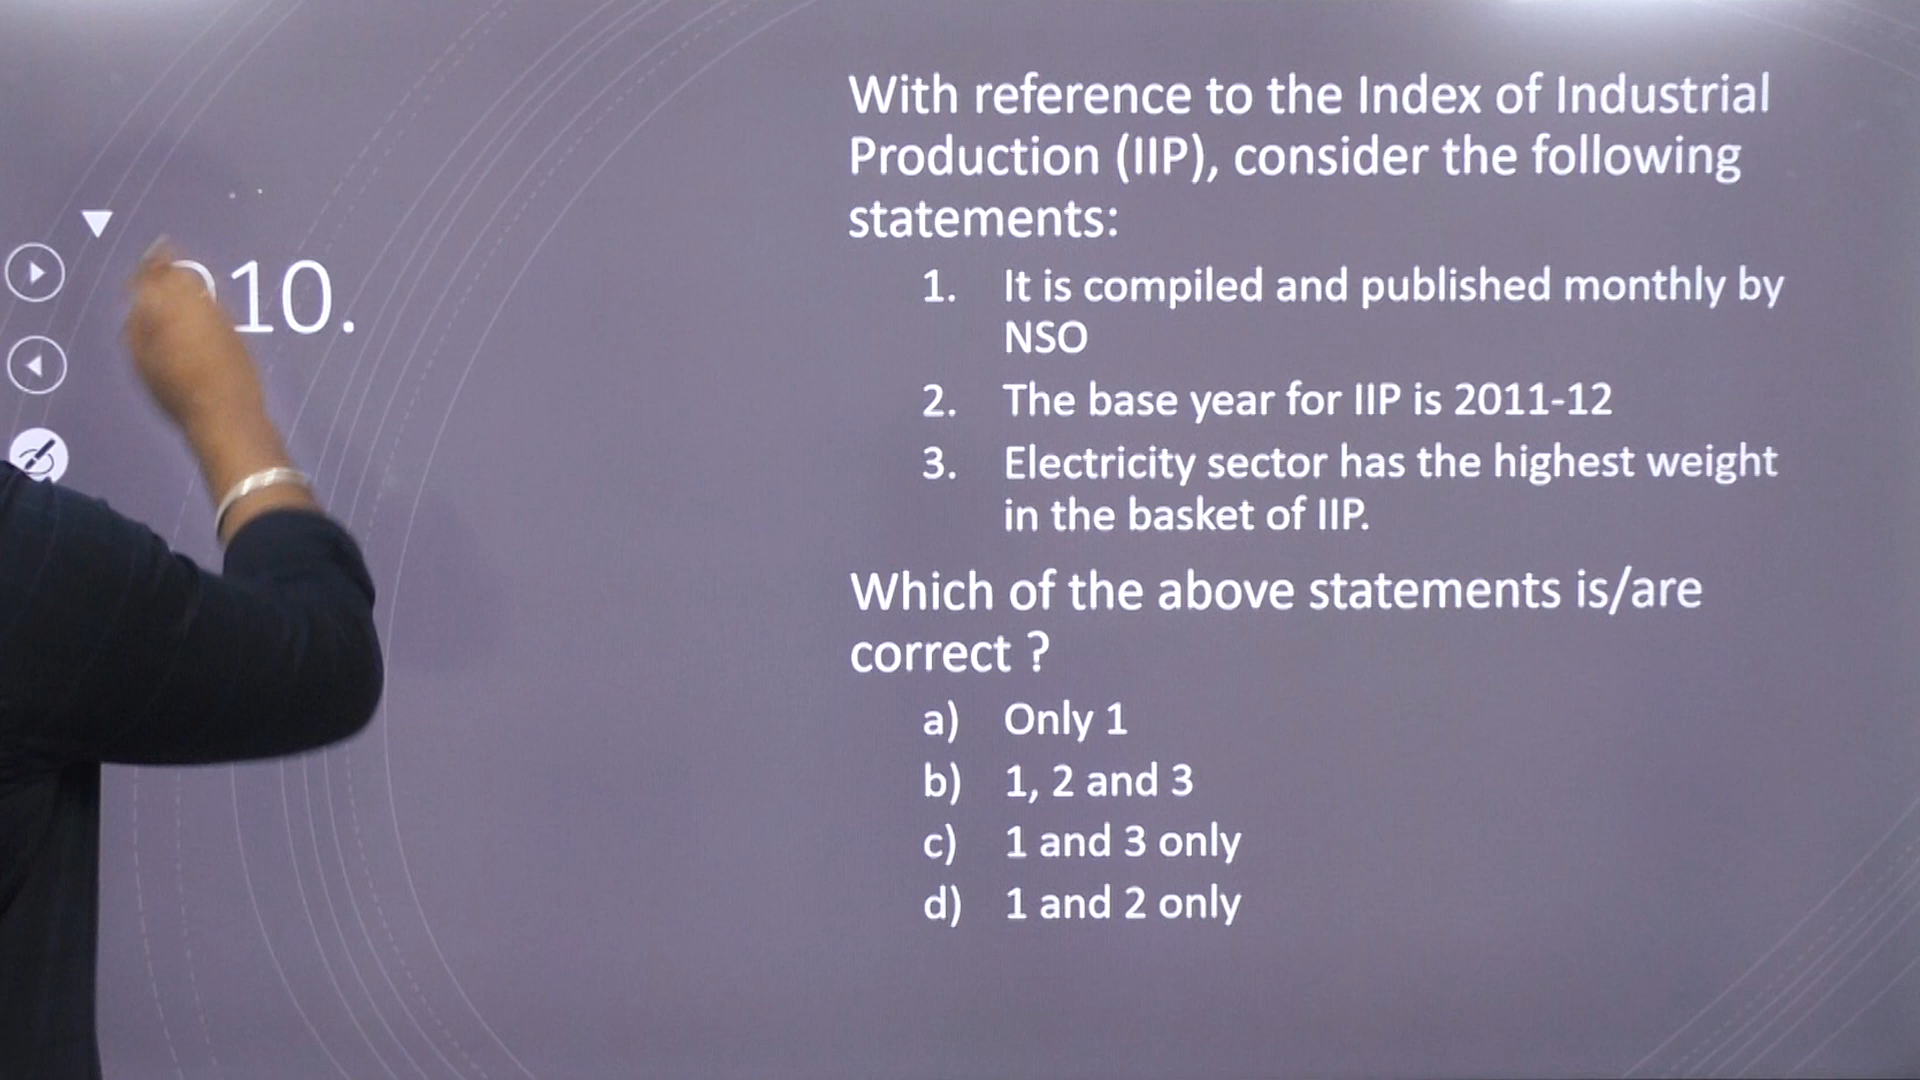 10.
With reference to the Index of Industrial
Production (IIP), consider the following
statements:
1. It is compiled and published monthly by
NSO
2. The base year for IIP is 2011-12
3. Electricity sector has the highest weight
in the basket of IIP.
Which of the above statements is/are
correct ?
a) Only 1
b) 1, 2 and 3
c) 1 and 3 only
d) 1 and 2 only